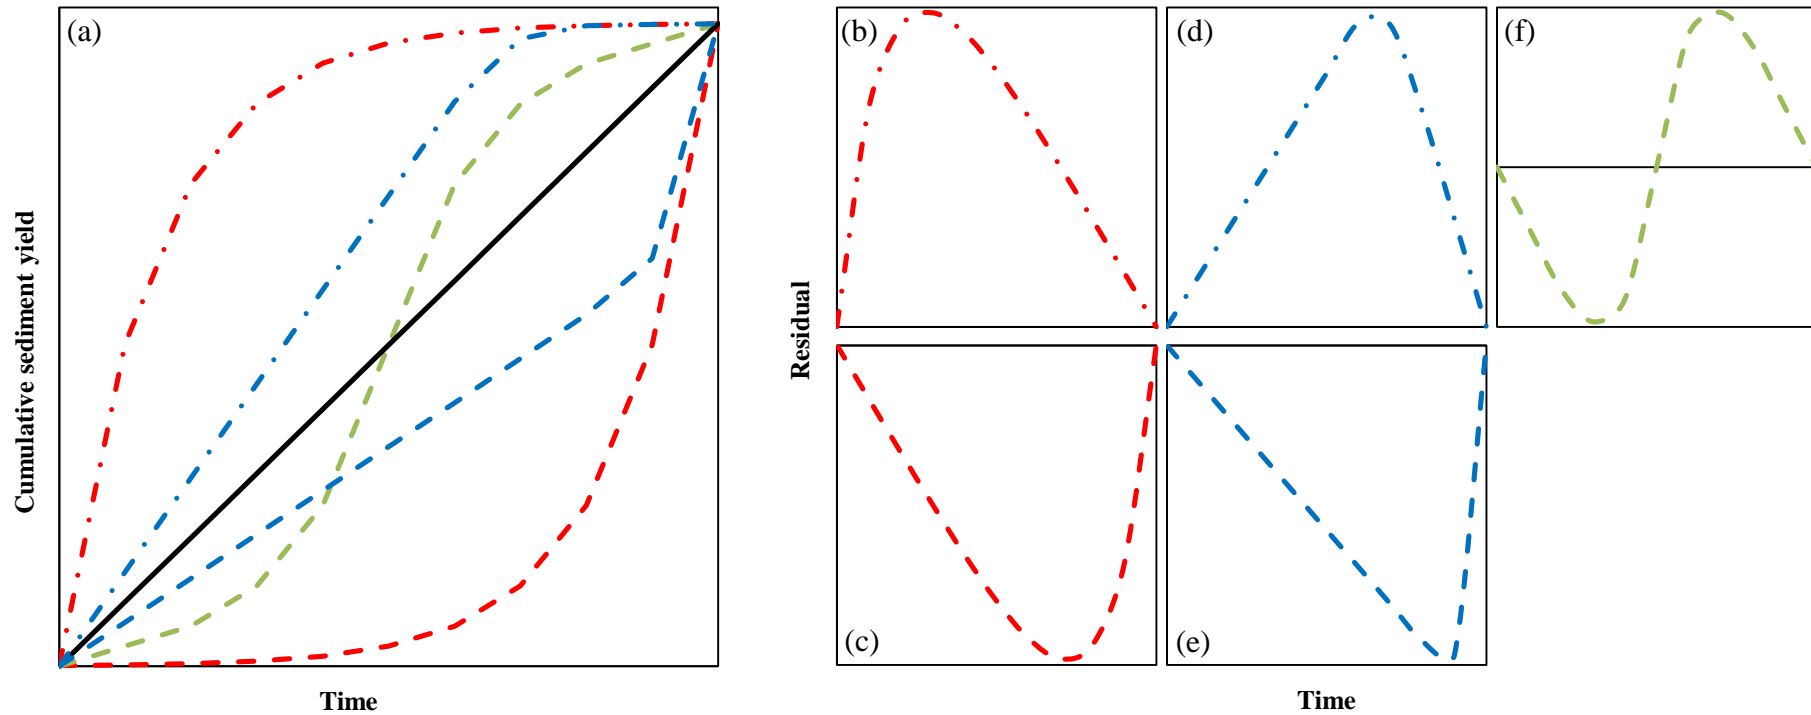 (a)
Cumulative sediment yield
Time
(b)
(d)
(f)
Residual
(c)
(e)
Time